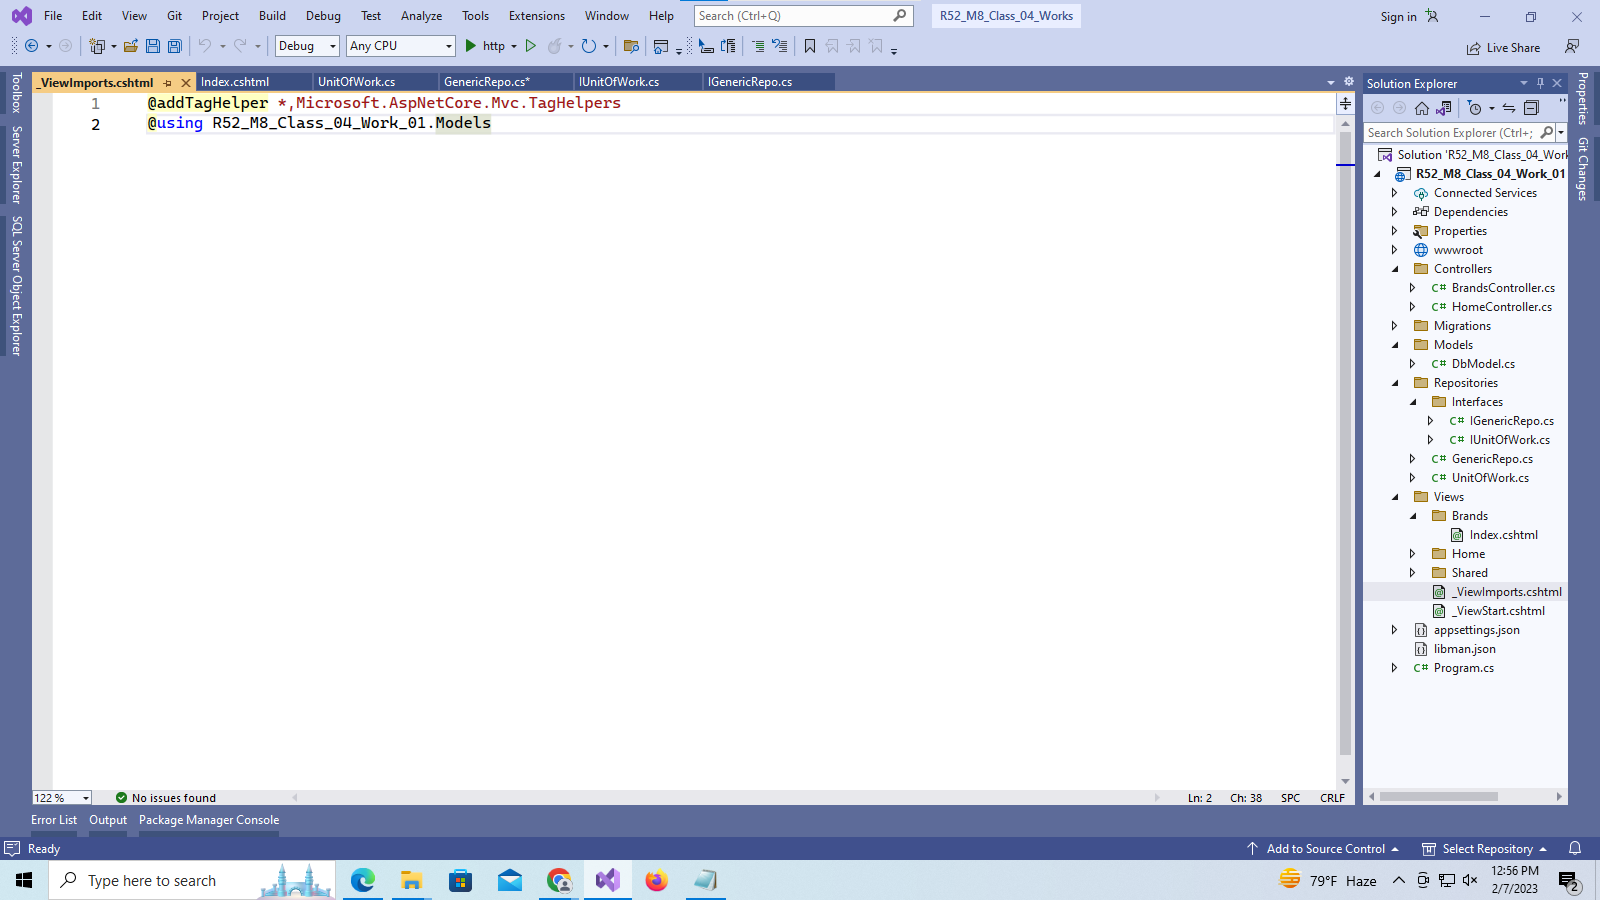 File Edit View Git Project Build Debug Test Analyze Tools Extensions Window Help Search (Ctrl+Q) R52_M8_Class_04_Works Sign in
Debug Any CPU http Live Share
_ViewImports.cshtml Index.cshtml UnitOfWork.cs GenericRepo.cs* IUnitOfWork.cs IGenericRepo.cs
Toolbox
Server Explorer
SQL Server Object Explorer
1 @addTagHelper *,Microsoft.AspNetCore.Mvc.TagHelpers
2 @using R52_M8_Class_04_Work_01.Models
122 % No issues found Ln: 2 Ch: 38 SPC CRLF
Solution Explorer
Search Solution Explorer (Ctrl+;
Solution 'R52_M8_Class_04_Work
R52_M8_Class_04_Work_01
Connected Services
Dependencies
Properties
wwwroot
Controllers
C# BrandsController.cs
C# HomeController.cs
Migrations
Models
C# DbModel.cs
Repositories
Interfaces
C# IGenericRepo.cs
C# IUnitOfWork.cs
C# GenericRepo.cs
C# UnitOfWork.cs
Views
Brands
Index.cshtml
Home
Shared
_ViewImports.cshtml
_ViewStart.cshtml
appsettings.json
libman.json
C# Program.cs
Properties
Git Changes
Error List Output Package Manager Console
Ready Add to Source Control Select Repository
Type here to search 79°F Haze 12:56 PM
2/7/2023 2